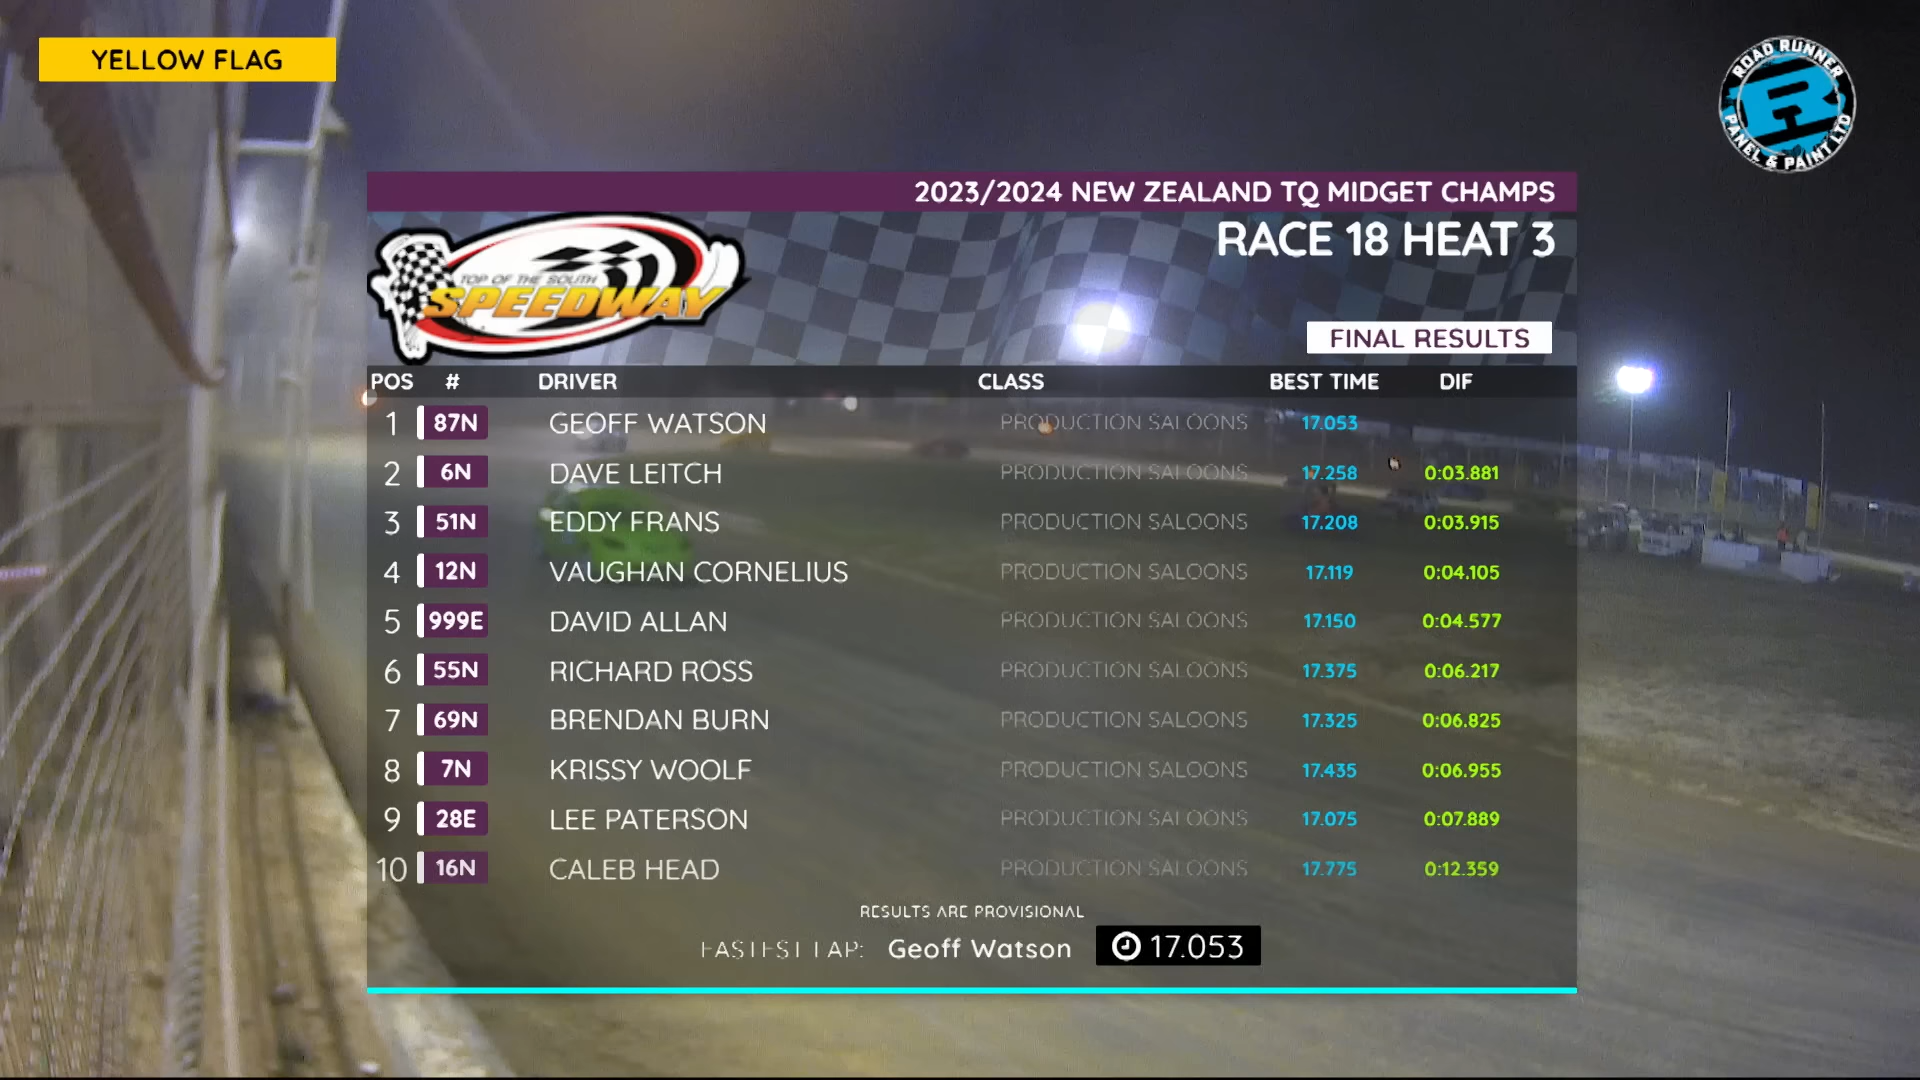 YELLOW FLAG
ROAD RUNNER
R
PANEL & PAINT LTD
2023/2024 NEW ZEALAND TQ MIDGET CHAMPS
RACE 18 HEAT 3
TOP OF THE SOUTH
SPEEDWAY
FINAL RESULTS
POS # DRIVER CLASS BEST TIME DIF
1 87N GEOFF WATSON PRODUCTION SALOONS 17.053
2 6N DAVE LEITCH PRODUCTION SALOONS 17.258 0:03.881
3 51N EDDY FRANS PRODUCTION SALOONS 17.208 0:03.915
4 12N VAUGHAN CORNELIUS PRODUCTION SALOONS 17.119 0:04.105
5 999E DAVID ALLAN PRODUCTION SALOONS 17.150 0:04.577
6 55N RICHARD ROSS PRODUCTION SALOONS 17.375 0:06.217
7 69N BRENDAN BURN PRODUCTION SALOONS 17.325 0:06.825
8 7N KRISSY WOOLF PRODUCTION SALOONS 17.435 0:06.955
9 28E LEE PATERSON PRODUCTION SALOONS 17.075 0:07.889
10 16N CALEB HEAD PRODUCTION SALOONS 17.775 0:12.359
RESULTS ARE PROVISIONAL
FASTEST LAP: Geoff Watson 17.053